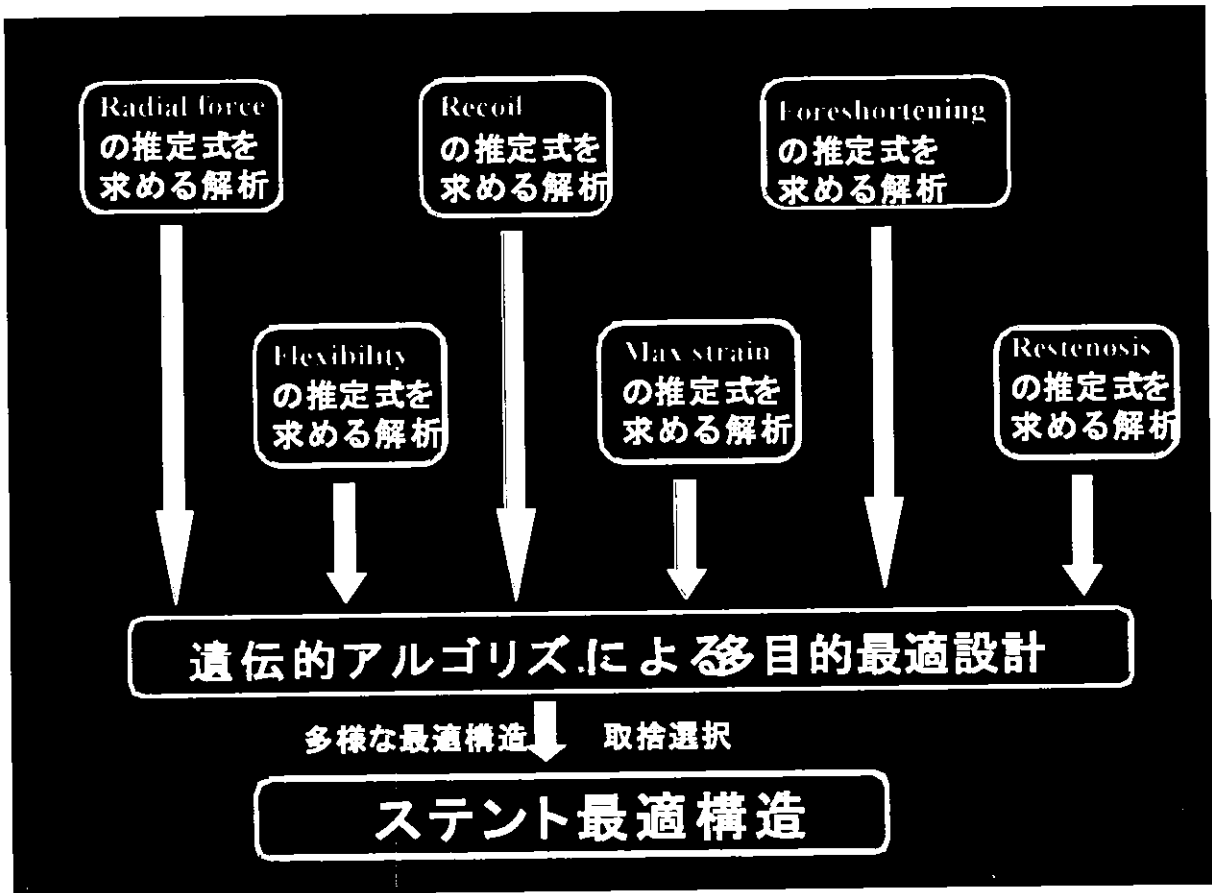 Radial force
の推定式を
求める解析
Recoil
の推定式を
求める解析
Foreshortening
の推定式を
求める解析
Flexibility
の推定式を
求める解析
Max strain
の推定式を
求める解析
Restenosis
の推定式を
求める解析
遺伝的アルゴリズ.による多目的最適設計
多様な最適構造 取捨選択
ステント最適構造